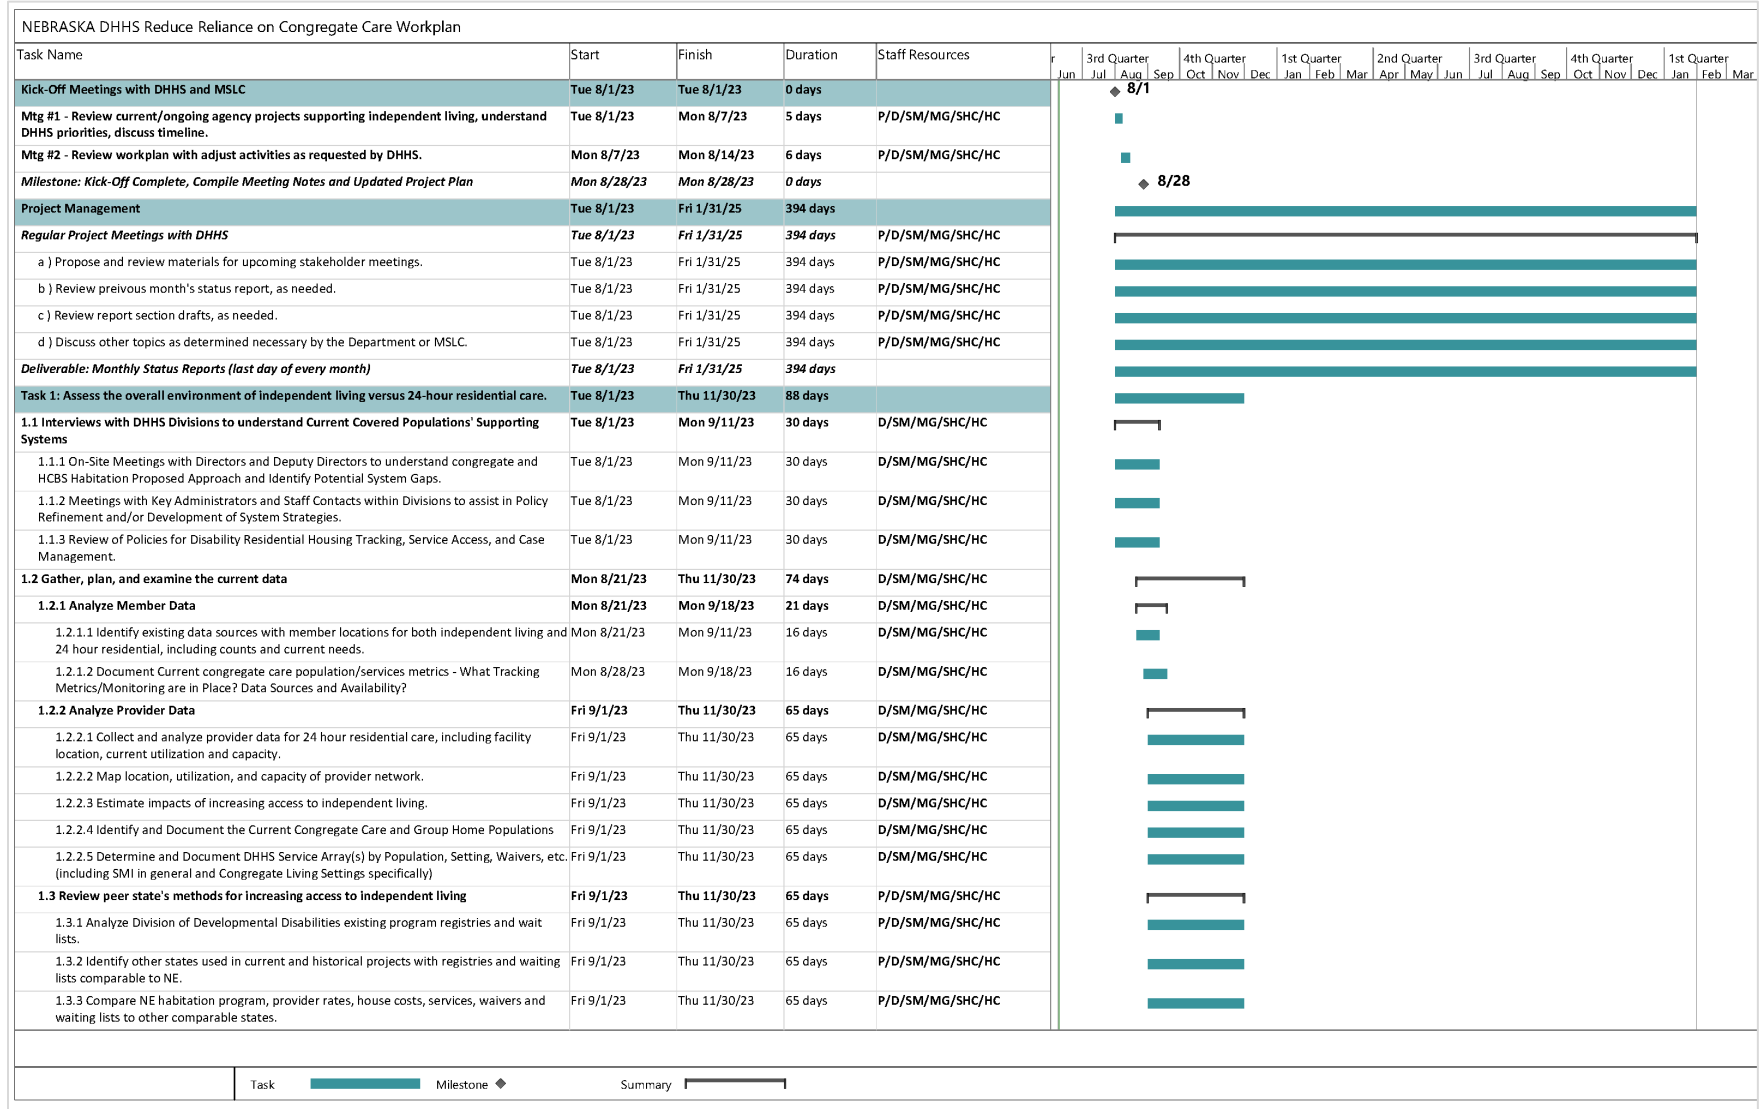 NEBRASKA DHHS Reduce Reliance on Congregate Care Workplan
Task Name Start Finish Duration Staff Resources r 3rd Quarter 4th Quarter 1st Quarter 2nd Quarter 3rd Quarter 4th Quarter 1st Quarter
Jun Jul Aug Sep Oct Nov Dec Jan Feb Mar Apr May Jun Jul Aug Sep Oct Nov Dec Jan Feb Mar
Kick-Off Meetings with DHHS and MSLC Tue 8/1/23 Tue 8/1/23 0 days 8/1
Mtg #1 - Review current/ongoing agency projects supporting independent living, understand Tue 8/1/23 Mon 8/7/23 5 days P/D/SM/MG/SHC/HC
DHHS priorities, discuss timeline.
Mtg #2 - Review workplan with adjust activities as requested by DHHS. Mon 8/7/23 Mon 8/14/23 6 days P/D/SM/MG/SHC/HC
Milestone: Kick-Off Complete, Compile Meeting Notes and Updated Project Plan Mon 8/28/23 Mon 8/28/23 0 days 8/28
Project Management Tue 8/1/23 Fri 1/31/25 394 days
Regular Project Meetings with DHHS Tue 8/1/23 Fri 1/31/25 394 days P/D/SM/MG/SHC/HC
a ) Propose and review materials for upcoming stakeholder meetings. Tue 8/1/23 Fri 1/31/25 394 days P/D/SM/MG/SHC/HC
b ) Review preivous month's status report, as needed. Tue 8/1/23 Fri 1/31/25 394 days P/D/SM/MG/SHC/HC
c ) Review report section drafts, as needed. Tue 8/1/23 Fri 1/31/25 394 days P/D/SM/MG/SHC/HC
d ) Discuss other topics as determined necessary by the Department or MSLC. Tue 8/1/23 Fri 1/31/25 394 days P/D/SM/MG/SHC/HC
Deliverable: Monthly Status Reports (last day of every month) Tue 8/1/23 Fri 1/31/25 394 days
Task 1: Assess the overall environment of independent living versus 24-hour residential care. Tue 8/1/23 Thu 11/30/23 88 days
1.1 Interviews with DHHS Divisions to understand Current Covered Populations' Supporting Tue 8/1/23 Mon 9/11/23 30 days D/SM/MG/SHC/HC
Systems
1.1.1 On-Site Meetings with Directors and Deputy Directors to understand congregate and Tue 8/1/23 Mon 9/11/23 30 days D/SM/MG/SHC/HC
HCBS Habitation Proposed Approach and Identify Potential System Gaps.
1.1.2 Meetings with Key Administrators and Staff Contacts within Divisions to assist in Policy Tue 8/1/23 Mon 9/11/23 30 days D/SM/MG/SHC/HC
Refinement and/or Development of System Strategies.
1.1.3 Review of Policies for Disability Residential Housing Tracking, Service Access, and Case Tue 8/1/23 Mon 9/11/23 30 days D/SM/MG/SHC/HC
Management.
1.2 Gather, plan, and examine the current data Mon 8/21/23 Thu 11/30/23 74 days D/SM/MG/SHC/HC
1.2.1 Analyze Member Data Mon 8/21/23 Mon 9/18/23 21 days D/SM/MG/SHC/HC
1.2.1.1 Identify existing data sources with member locations for both independent living and Mon 8/21/23 Mon 9/11/23 16 days D/SM/MG/SHC/HC
24 hour residential, including counts and current needs.
1.2.1.2 Document Current congregate care population/services metrics - What Tracking Mon 8/28/23 Mon 9/18/23 16 days D/SM/MG/SHC/HC
Metrics/Monitoring are in Place? Data Sources and Availability?
1.2.2 Analyze Provider Data Fri 9/1/23 Thu 11/30/23 65 days D/SM/MG/SHC/HC
1.2.2.1 Collect and analyze provider data for 24 hour residential care, including facility Fri 9/1/23 Thu 11/30/23 65 days D/SM/MG/SHC/HC
location, current utilization and capacity.
1.2.2.2 Map location, utilization, and capacity of provider network. Fri 9/1/23 Thu 11/30/23 65 days D/SM/MG/SHC/HC
1.2.2.3 Estimate impacts of increasing access to independent living. Fri 9/1/23 Thu 11/30/23 65 days D/SM/MG/SHC/HC
1.2.2.4 Identify and Document the Current Congregate Care and Group Home Populations Fri 9/1/23 Thu 11/30/23 65 days D/SM/MG/SHC/HC
1.2.2.5 Determine and Document DHHS Service Array(s) by Population, Setting, Waivers, etc. Fri 9/1/23 Thu 11/30/23 65 days D/SM/MG/SHC/HC
(including SMI in general and Congregate Living Settings specifically)
1.3 Review peer state's methods for increasing access to independent living Fri 9/1/23 Thu 11/30/23 65 days P/D/SM/MG/SHC/HC
1.3.1 Analyze Division of Developmental Disabilities existing program registries and wait Fri 9/1/23 Thu 11/30/23 65 days P/D/SM/MG/SHC/HC
lists.
1.3.2 Identify other states used in current and historical projects with registries and waiting Fri 9/1/23 Thu 11/30/23 65 days P/D/SM/MG/SHC/HC
lists comparable to NE.
1.3.3 Compare NE habitation program, provider rates, house costs, services, waivers and Fri 9/1/23 Thu 11/30/23 65 days P/D/SM/MG/SHC/HC
waiting lists to other comparable states.
Task Milestone Summary